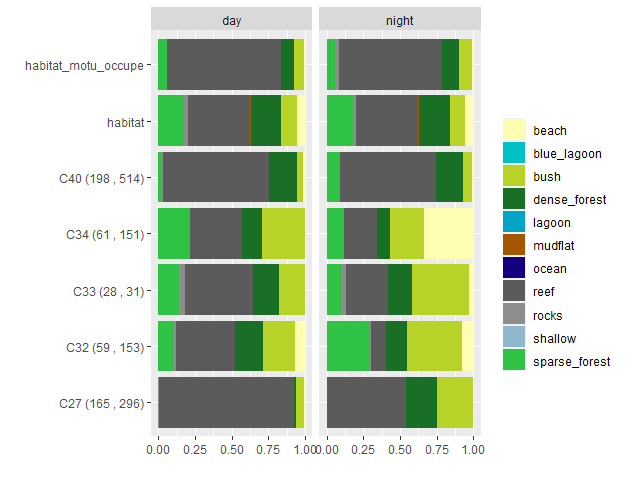 day
night
habitat_motu_occupe
habitat
C40 (198 , 514)
C34 (61 , 151)
C33 (28 , 31)
C32 (59 , 153)
C27 (165 , 296)
0.00
0.25
0.50
0.75
1.00
0.00
0.25
0.50
0.75
1.00
beach
blue_lagoon
bush
dense_forest
lagoon
mudflat
ocean
reef
rocks
shallow
sparse_forest